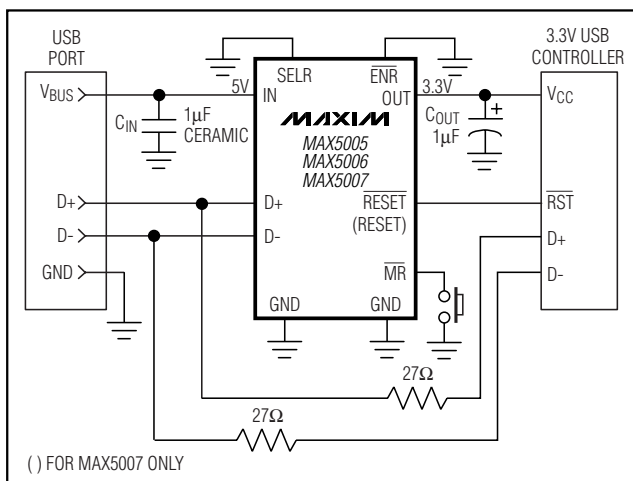 USB
PORT
3.3V USB
CONTROLLER
SELR
ENR
VBUS
5V
IN
OUT
3.3V
VCC
CIN
1µF
CERAMIC
COUT
1µF
+
MAXIM
MAX5005
MAX5006
MAX5007
D+
D+
RESET
(RESET)
RST
D-
D-
D+
GND
MR
D-
GND
GND
27Ω
27Ω
( ) FOR MAX5007 ONLY